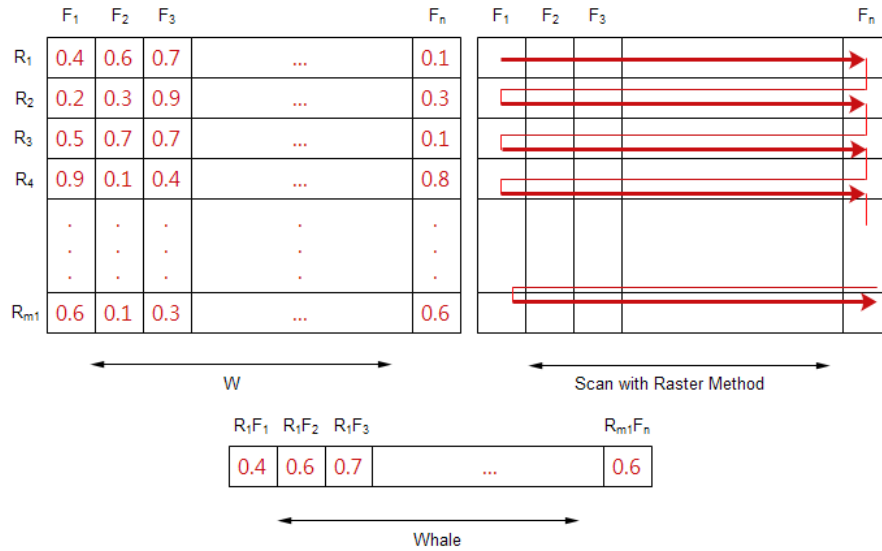 F₁ F₂ F₃ Fₙ F₁ F₂ F₃ Fₙ
R₁ 0.4 0.6 0.7 ... 0.1
R₂ 0.2 0.3 0.9 ... 0.3
R₃ 0.5 0.7 0.7 ... 0.1
R₄ 0.9 0.1 0.4 ... 0.8
. . . . .
. . . . .
. . . . .
Rₘ₁ 0.6 0.1 0.3 ... 0.6
W Scan with Raster Method
R₁F₁ R₁F₂ R₁F₃ Rₘ₁Fₙ
0.4 0.6 0.7 ... 0.6
Whale